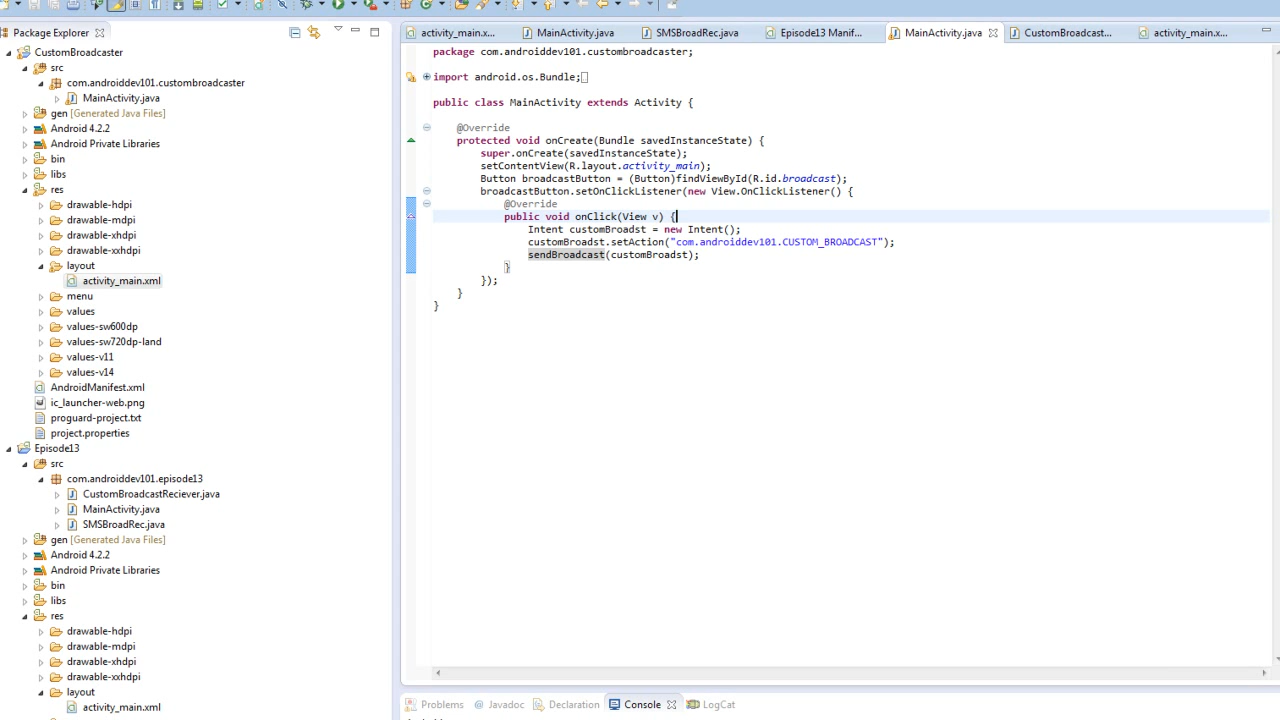 Package Explorer
CustomBroadcaster
src
com.androiddev101.custombroadcaster
MainActivity.java
gen [Generated Java Files]
Android 4.2.2
Android Private Libraries
bin
libs
res
drawable-hdpi
drawable-mdpi
drawable-xhdpi
drawable-xxhdpi
layout
activity_main.xml
menu
values
values-sw600dp
values-sw720dp-land
values-v11
values-v14
AndroidManifest.xml
ic_launcher-web.png
proguard-project.txt
project.properties
Episode13
src
com.androiddev101.episode13
CustomBroadcastReciever.java
MainActivity.java
SMSBroadRec.java
gen [Generated Java Files]
Android 4.2.2
Android Private Libraries
bin
libs
res
drawable-hdpi
drawable-mdpi
drawable-xhdpi
drawable-xxhdpi
layout
activity_main.xml
activity_main.x... MainActivity.java SMSBroadRec.java Episode13 Manif... MainActivity.java CustomBroadcast... activity_main.x...
package com.androiddev101.custombroadcaster;
import android.os.Bundle;
public class MainActivity extends Activity {
@Override
protected void onCreate(Bundle savedInstanceState) {
super.onCreate(savedInstanceState);
setContentView(R.layout.activity_main);
Button broadcastButton = (Button)findViewById(R.id.broadcast);
broadcastButton.setOnClickListener(new View.OnClickListener() {
@Override
public void onClick(View v) {
Intent customBroadst = new Intent();
customBroadst.setAction("com.androiddev101.CUSTOM_BROADCAST");
sendBroadcast(customBroadst);
}
});
}
}
Problems @ Javadoc Declaration Console LogCat